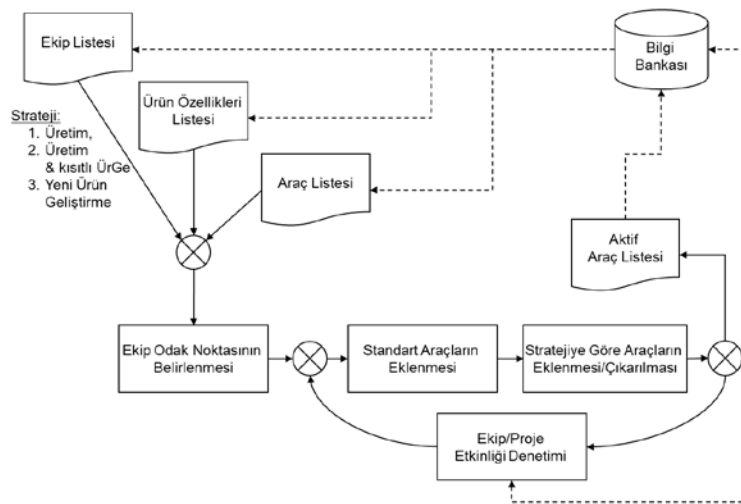 Ekip Listesi
Bilgi
Bankası
Ürün Özellikleri
Listesi
Strateji:
1. Üretim,
2. Üretim
& kısıtlı ÜrGe
3. Yeni Ürün
Geliştirme
Araç Listesi
Aktif
Araç Listesi
Ekip Odak Noktasının
Belirlenmesi
Standart Araçların
Eklenmesi
Stratejiye Göre Araçların
Eklenmesi/Çıkarılması
Ekip/Proje
Etkinliği Denetimi